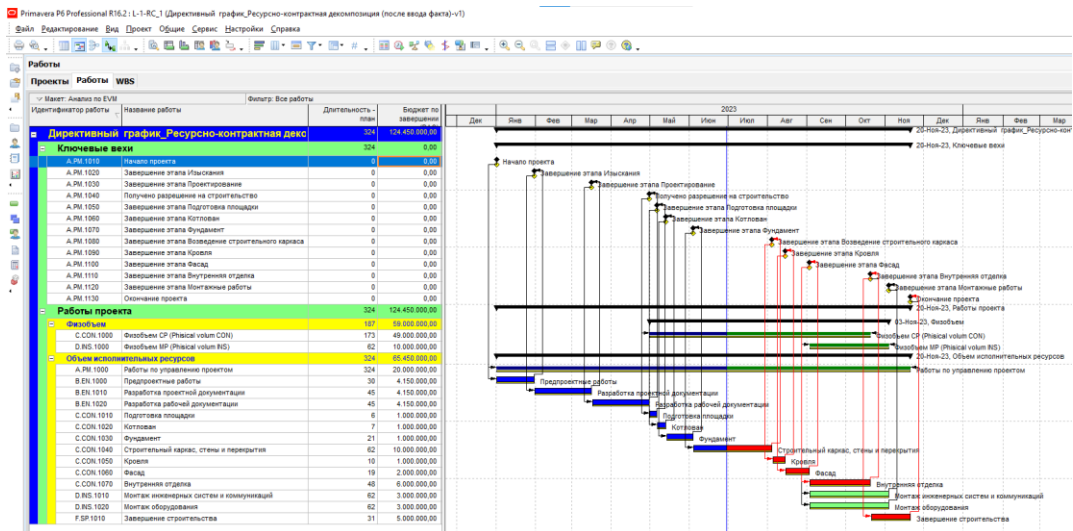 Primavera P6 Professional R16.2 : L-1-RC_1 (Директивный график_Ресурсно-контрактная декомпозиция (после ввода факта)-v1)
Файл Редактирование Вид Проект Общие Сервис Настройки Справка
Работы
Проекты Работы WBS
Макет: Анализ по EVM Фильтр: Все работы
Идентификатор работы Название работы Длительность - план Бюджет по завершении
2023
Дек Янв Фев Мар Апр Май Июн Июл Авг Сен Окт Ноя Дек Янв Фев Мар
Директивный график_Ресурсно-контрактная деко 324 124.450.000,00 20-Ноя-23, Директивный график_Ресурсно-конт
Ключевые вехи 324 0,00 20-Ноя-23, Ключевые вехи
A.PM.1010 Начало проекта 0 0,00 Начало проекта
A.PM.1020 Завершение этапа Изыскания 0 0,00 Завершение этапа Изыскания
A.PM.1030 Завершение этапа Проектирование 0 0,00 Завершение этапа Проектирование
A.PM.1040 Получено разрешение на строительство 0 0,00 Получено разрешение на строительство
A.PM.1050 Завершение этапа Подготовка площадки 0 0,00 Завершение этапа Подготовка площадки
A.PM.1060 Завершение этапа Котлован 0 0,00 Завершение этапа Котлован
A.PM.1070 Завершение этапа Фундамент 0 0,00 Завершение этапа Фундамент
A.PM.1080 Завершение этапа Возведение строительного каркаса 0 0,00 Завершение этапа Возведение строительного каркаса
A.PM.1090 Завершение этапа Кровля 0 0,00 Завершение этапа Кровля
A.PM.1100 Завершение этапа Фасад 0 0,00 Завершение этапа Фасад
A.PM.1110 Завершение этапа Внутренняя отделка 0 0,00 Завершение этапа Внутренняя отделка
A.PM.1120 Завершение этапа Монтажные работы 0 0,00 Завершение этапа Монтажные работы
A.PM.1130 Окончание проекта 0 0,00 Окончание проекта
Работы проекта 324 124.450.000,00 20-Ноя-23, Работы проекта
Физобъем 187 59.000.000,00 03-Ноя-23, Физобъем
C.CON.1000 Физобъем СР (Phisical volum CON) 173 49.000.000,00 Физобъем СР (Phisical volum CON)
D.INS.1000 Физобъем МР (Phisical volum INS) 62 10.000.000,00 Физобъем МР (Phisical volum INS)
Объем исполнительных ресурсов 324 65.450.000,00 20-Ноя-23, Объем исполнительных ресурсов
A.PM.1000 Работы по управлению проектом 324 20.000.000,00 Работы по управлению проектом
B.EN.1000 Предпроектные работы 30 4.150.000,00 Предпроектные работы
B.EN.1010 Разработка проектной документации 45 4.150.000,00 Разработка проектной документации
B.EN.1020 Разработка рабочей документации 45 4.150.000,00 Разработка рабочей документации
C.CON.1010 Подготовка площадки 6 1.000.000,00 Подготовка площадки
C.CON.1020 Котлован 7 1.000.000,00 Котлован
C.CON.1030 Фундамент 21 1.000.000,00 Фундамент
C.CON.1040 Строительный каркас, стены и перекрытия 62 10.000.000,00 Строительный каркас, стены и перекрытия
C.CON.1050 Кровля 10 1.000.000,00 Кровля
C.CON.1060 Фасад 19 2.000.000,00 Фасад
C.CON.1070 Внутренняя отделка 48 6.000.000,00 Внутренняя отделка
D.INS.1010 Монтаж инженерных систем и коммуникаций 62 3.000.000,00 Монтаж инженерных систем и коммуникаций
D.INS.1020 Монтаж оборудования 62 3.000.000,00 Монтаж оборудования
F.SP.1010 Завершение строительства 31 5.000.000,00 Завершение строительства